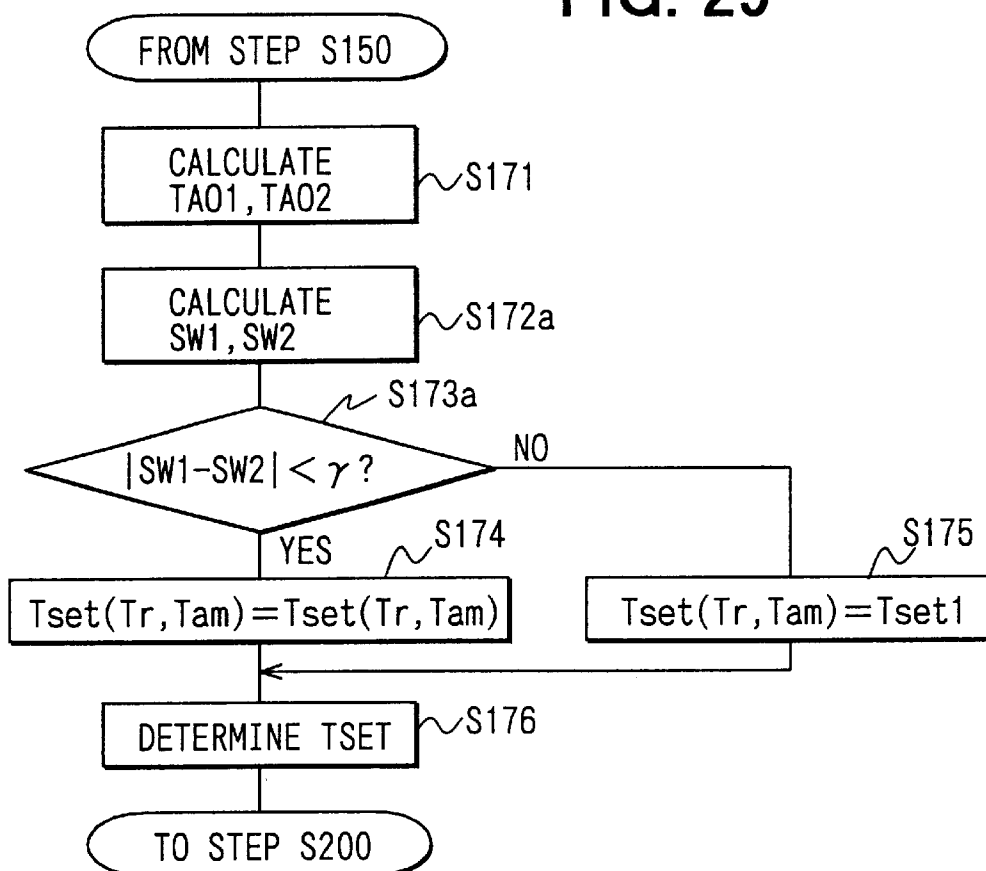 FIG.
FROM STEP S150
CALCULATE
TAO1,TAO2
S171
CALCULATE
SW1,SW2
S172a
S173a
|SW1-SW2|<γ?
NO
YES
S174
S175
Tset(Tr,Tam)=Tset(Tr,Tam)
Tset(Tr,Tam)=Tset1
DETERMINE TSET
S176
TO STEP S200